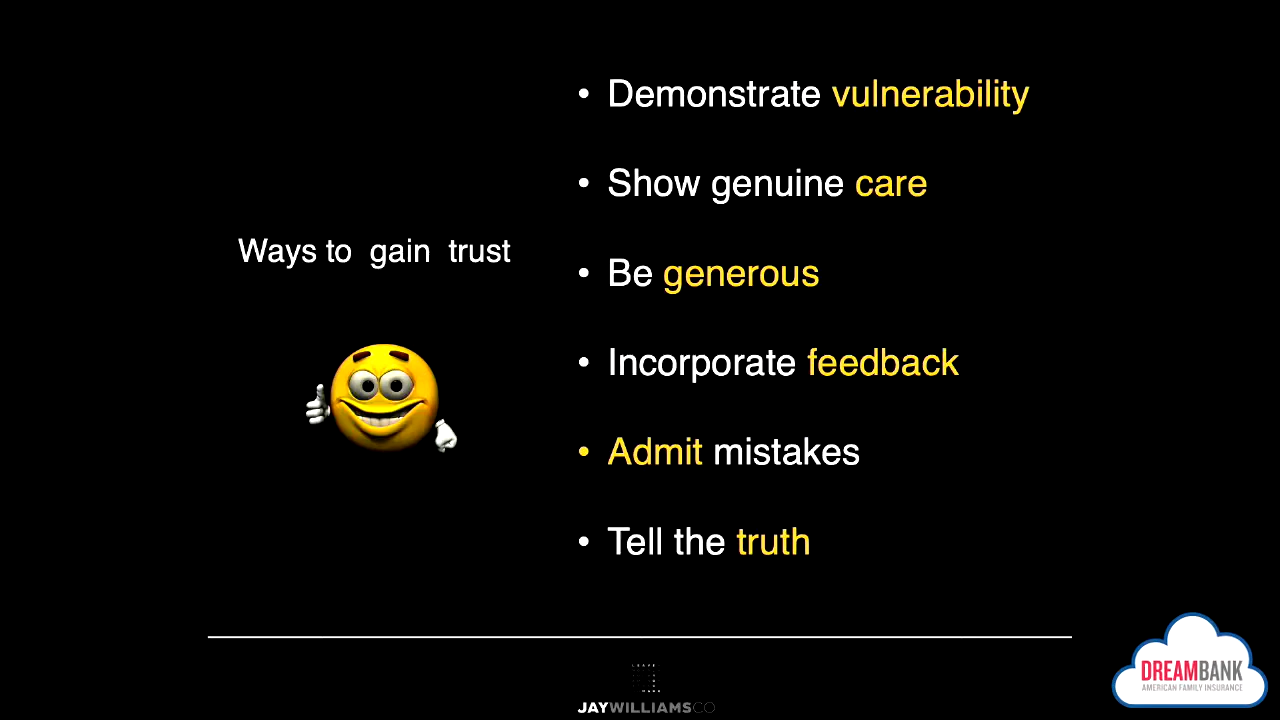 Ways to gain trust
• Demonstrate vulnerability
• Show genuine care
• Be generous
• Incorporate feedback
• Admit mistakes
• Tell the truth
JAYWILLIAMSCO
DREAMBANK
AMERICAN FAMILY INSURANCE